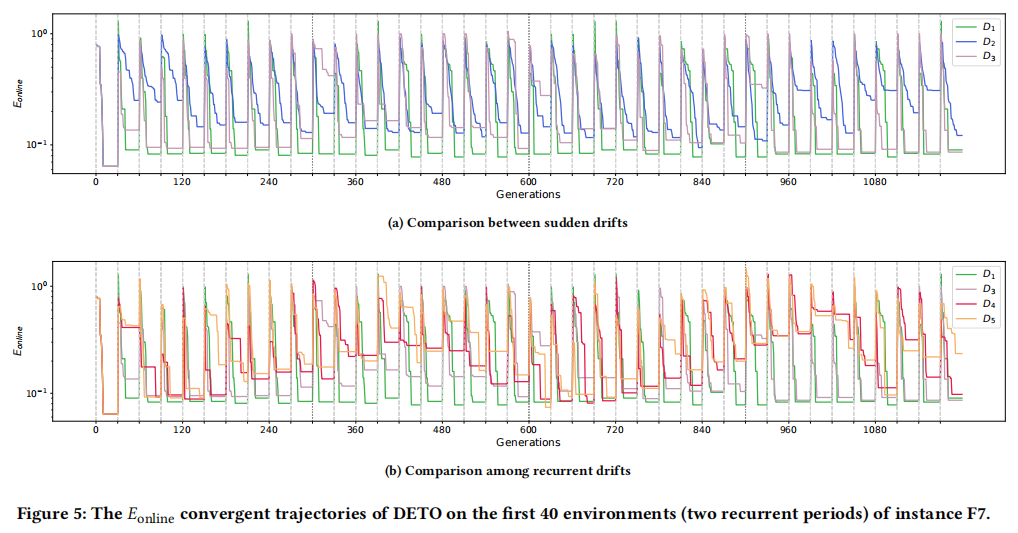 10⁰
10⁻¹
E_online
D₁
D₂
D₃
0 120 240 360 480 600 720 840 960 1080
Generations
(a) Comparison between sudden drifts
10⁰
10⁻¹
E_online
D₁
D₃
D₄
D₅
0 120 240 360 480 600 720 840 960 1080
Generations
(b) Comparison among recurrent drifts
Figure 5: The E_online convergent trajectories of DETO on the first 40 environments (two recurrent periods) of instance F7.